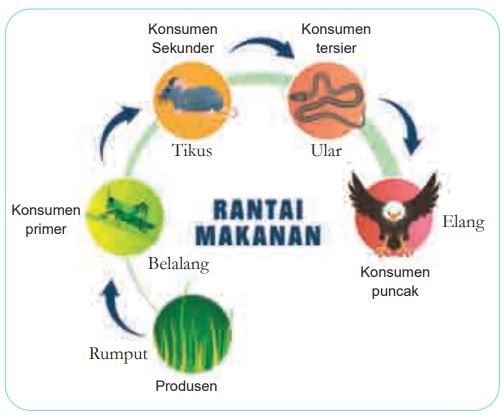 Konsumen
Sekunder
Konsumen
tersier
Tikus
Ular
Konsumen
primer
RANTAI
MAKANAN
Elang
Belalang
Konsumen
puncak
Rumput
Produsen